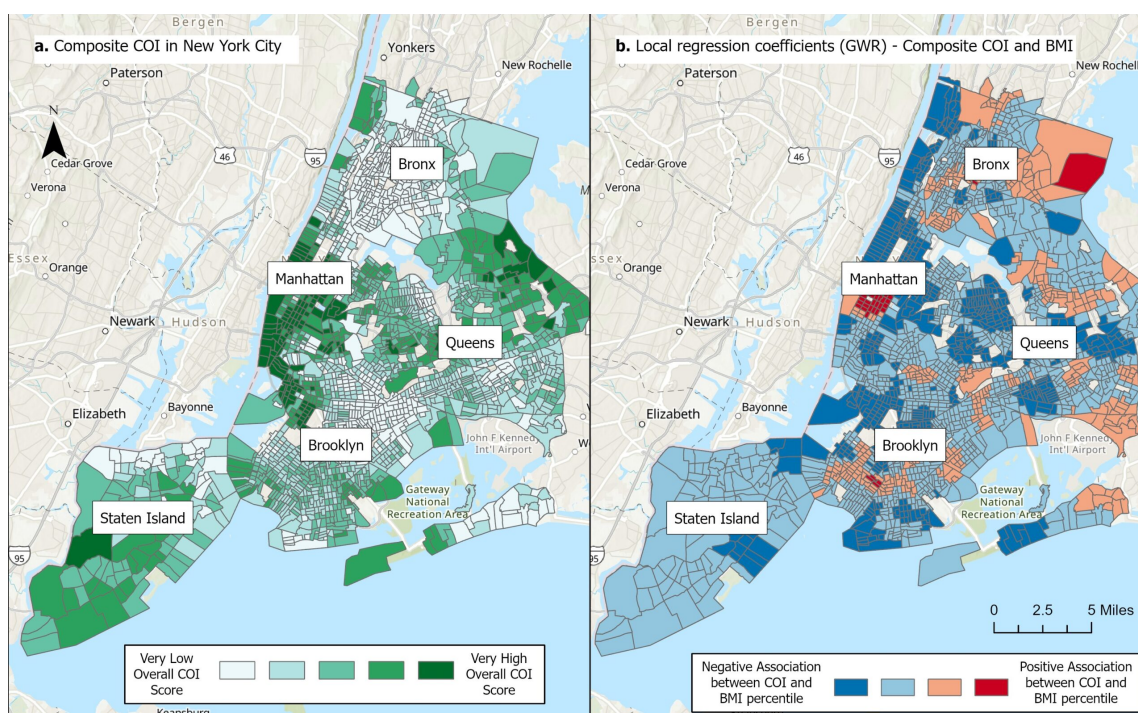 a. Composite COI in New York City
Bergen
Yonkers
New Rochelle
Paterson
N
46
95
Cedar Grove
Verona
Bronx
Essex
Orange
Manhattan
Newark
Hudson
Queens
Elizabeth
Bayonne
Brooklyn
John F Kenned
Int'l Airport
Gateway
National
Recreation Area
Staten Island
95
Very Low
Overall COI
Score
Very High
Overall COI
Score
Keansburg
b. Local regression coefficients (GWR) - Composite COI and BMI
Bergen
Yonkers
New Rochelle
Paterson
46
95
Cedar Grove
Verona
Bronx
Essex
Orange
Manhattan
Newark
Hudson
Queens
Elizabeth
Bayonne
Brooklyn
John F Kenned
Int'l Airport
Gateway
National
Recreation Area
Staten Island
95
0 2.5 5 Miles
Negative Association
between COI and
BMI percentile
Positive Association
between COI and
BMI percentile